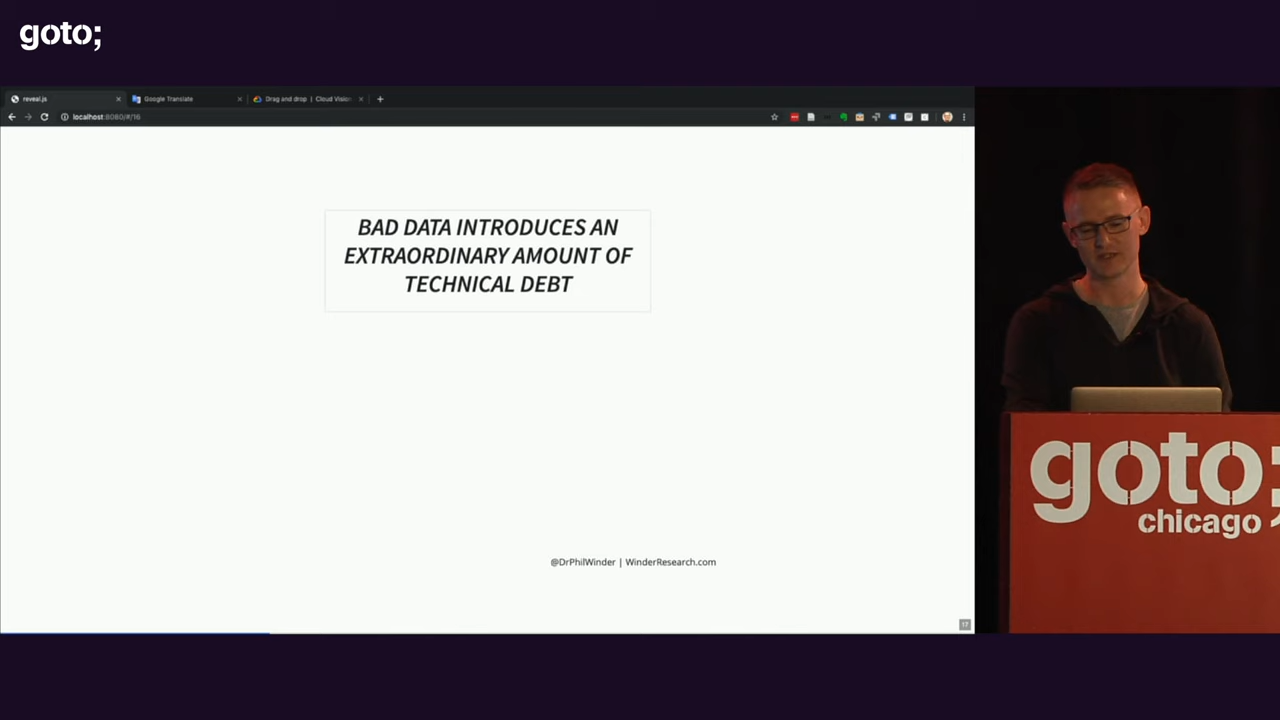 goto;
reveal.js
Google Translate
Drag and drop | Cloud Vision
localhost:8080/#/16
BAD DATA INTRODUCES AN
EXTRAORDINARY AMOUNT OF
TECHNICAL DEBT
@DrPhilWinder | WinderResearch.com
17
goto;
chicago